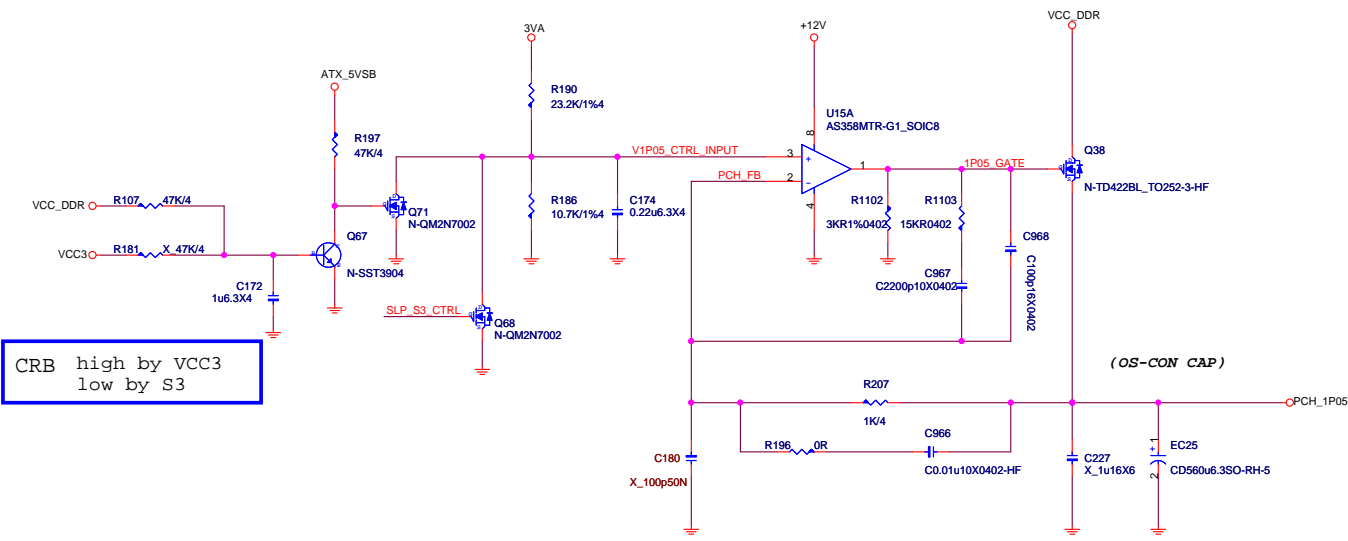 VCC_DDR
+12V
3VA
ATX_5VSB
R190
23.2K/1%4
U15A
AS358MTR-G1_SOIC8
8
R197
47K/4
V1P05_CTRL_INPUT
3
+
1
1P05_GATE
Q38
N-TD422BL_TO252-3-HF
PCH_FB
2
-
4
VCC_DDR
R107
47K/4
Q71
N-QM2N7002
R186
10.7K/1%4
C174
0.22u6.3X4
R1102
3KR1%0402
R1103
15KR0402
VCC3
R181
X_47K/4
Q67
N-SST3904
C968
C100p16X0402
C967
C2200p10X0402
C172
1u6.3X4
SLP_S3_CTRL
Q68
N-QM2N7002
CRB high by VCC3
low by S3
(OS-CON CAP)
R207
1K/4
PCH_1P05
R196
0R
C966
C0.01u10X0402-HF
C180
X_100p50N
C227
X_1u16X6
+
1
2
EC25
CD560u6.3SO-RH-5